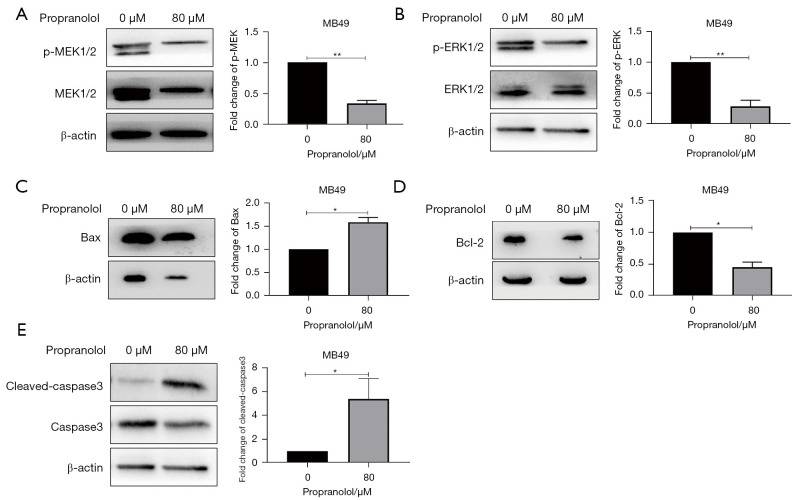 A
Propranolol 0 µM 80 µM
p-MEK1/2
MEK1/2
β-actin
MB49
Fold change of p-MEK
1.5
1.0
0.5
0.0
**
0 80
Propranolol/µM
B
Propranolol 0 µM 80 µM
p-ERK1/2
ERK1/2
β-actin
MB49
Fold change of p-ERK
1.5
1.0
0.5
0.0
**
0 80
Propranolol/µM
C
Propranolol 0 µM 80 µM
Bax
β-actin
MB49
Fold change of Bax
2.0
1.5
1.0
0.5
0.0
*
0 80
Propranolol/µM
D
Propranolol 0 µM 80 µM
Bcl-2
β-actin
MB49
Fold change of Bcl-2
1.5
1.0
0.5
0.0
*
0 80
Propranolol/µM
E
Propranolol
0 µM 80 µM
Cleaved-caspase3
Caspase3
β-actin
MB49
Fold change of cleaved-caspase3
8
6
4
2
0
*
0 80
Propranolol/µM